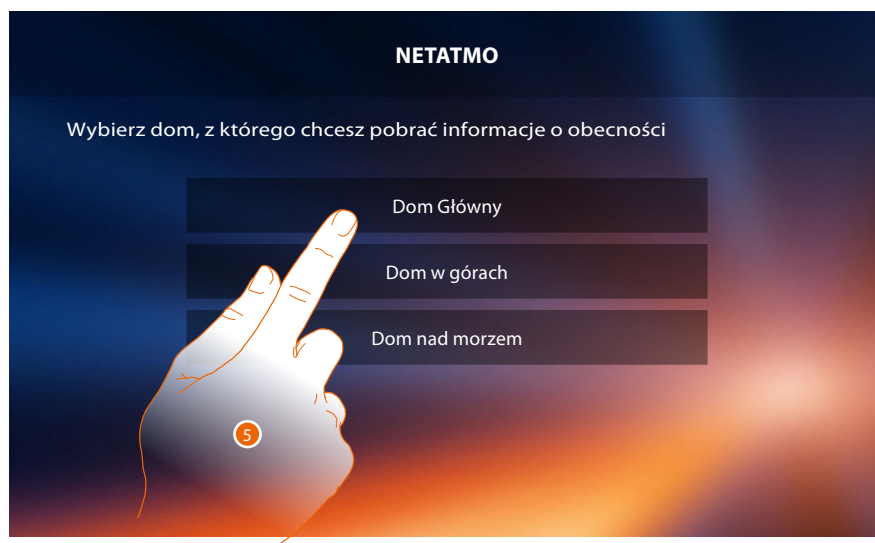 NETATMO
Wybierz dom, z którego chcesz pobrać informacje o obecności
Dom Główny
Dom w górach
Dom nad morzem
5